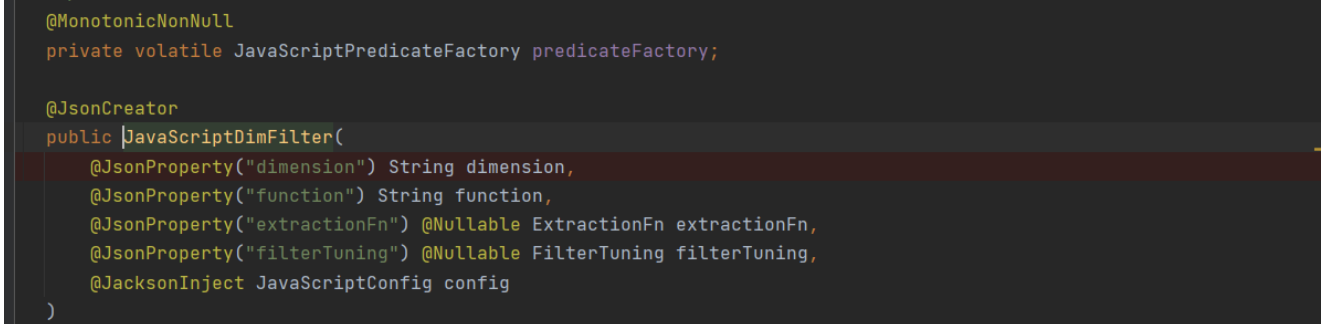 @MonotonicNonNull
private volatile JavaScriptPredicateFactory predicateFactory;
@JsonCreator
public JavaScriptDimFilter(
@JsonProperty("dimension") String dimension,
@JsonProperty("function") String function,
@JsonProperty("extractionFn") @Nullable ExtractionFn extractionFn,
@JsonProperty("filterTuning") @Nullable FilterTuning filterTuning,
@JacksonInject JavaScriptConfig config
)